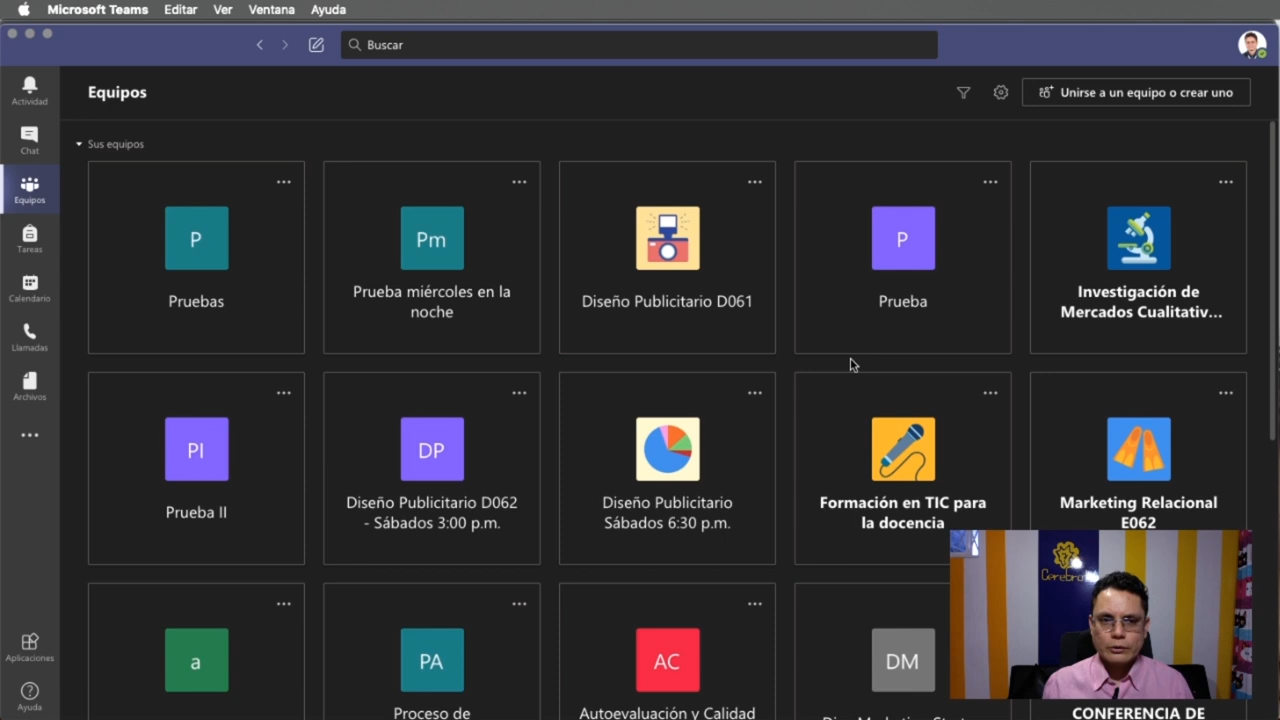 Microsoft Teams Editar Ver Ventana Ayuda
Buscar
Actividad
Chat
Equipos
Tareas
Calendario
Llamadas
Archivos
Aplicaciones
Ayuda
Equipos
Unirse a un equipo o crear uno
Sus equipos
P
Pruebas
Pm
Prueba miércoles en la
noche
Diseño Publicitario D061
P
Prueba
Investigación de
Mercados Cualitativ...
PI
Prueba II
DP
Diseño Publicitario D062
- Sábados 3:00 p.m.
Diseño Publicitario
Sábados 6:30 p.m.
Formación en TIC para
la docencia
Marketing Relacional
E062
a
PA
Proceso de
AC
Autoevaluación y Calidad
DM
CONFERENCIA DE